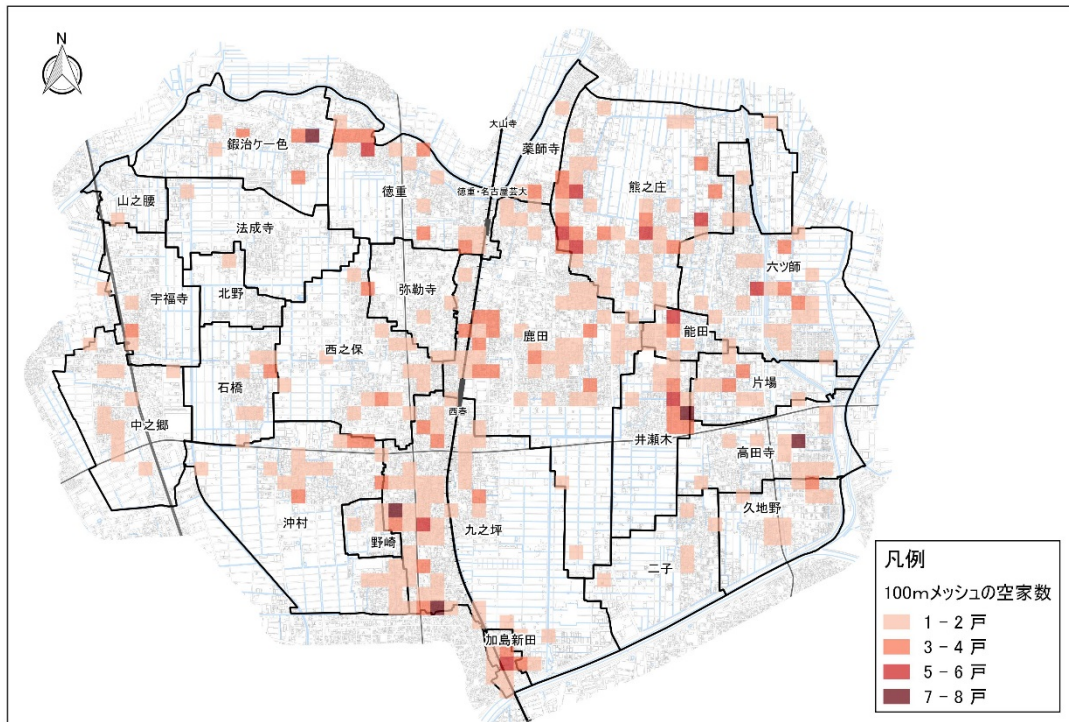 N
大山寺
薬師寺
鍜治ケ一色
徳重
徳重・名古屋芸大
熊之庄
山之腰
法成寺
六ツ師
宇福寺
北野
弥勒寺
西之保
鹿田
能田
石橋
片場
西春
中之郷
井瀬木
高田寺
久地野
沖村
九之坪
野崎
二子
加島新田
凡例
100mメッシュの空家数
1 - 2 戸
3 - 4 戸
5 - 6 戸
7 - 8 戸